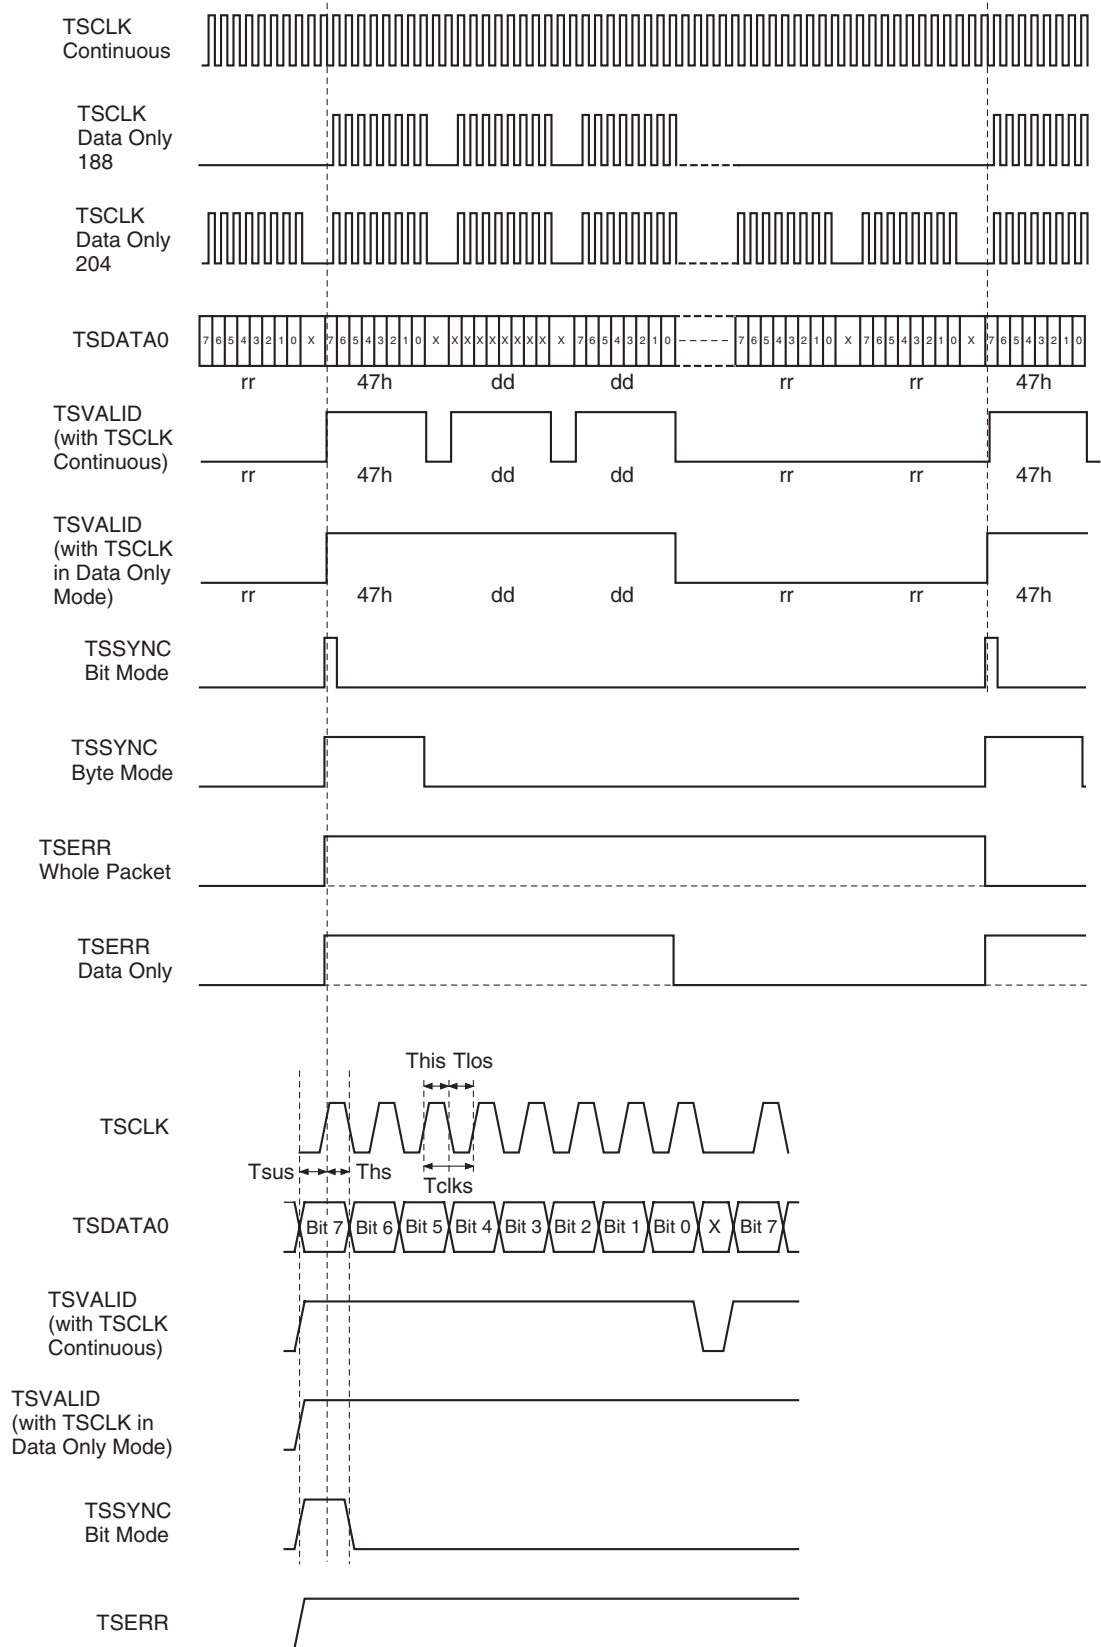 TSCLK
Continuous
TSCLK
Data Only
188
TSCLK
Data Only
204
TSDATA0
7 6 5 4 3 2 1 0 X 7 6 5 4 3 2 1 0 X X X X X X X X X X 7 6 5 4 3 2 1 0 7 6 5 4 3 2 1 0 X 7 6 5 4 3 2 1 0 X 7 6 5 4 3 2 1 0
rr 47h dd dd rr rr 47h
TSVALID
(with TSCLK
Continuous)
rr 47h dd dd rr rr 47h
TSVALID
(with TSCLK
in Data Only
Mode)
rr 47h dd dd rr rr 47h
TSSYNC
Bit Mode
TSSYNC
Byte Mode
TSERR
Whole Packet
TSERR
Data Only
This Tlos
TSCLK
Tsus Ths
Tclks
TSDATA0
Bit 7 Bit 6 Bit 5 Bit 4 Bit 3 Bit 2 Bit 1 Bit 0 X Bit 7
TSVALID
(with TSCLK
Continuous)
TSVALID
(with TSCLK in
Data Only Mode)
TSSYNC
Bit Mode
TSERR